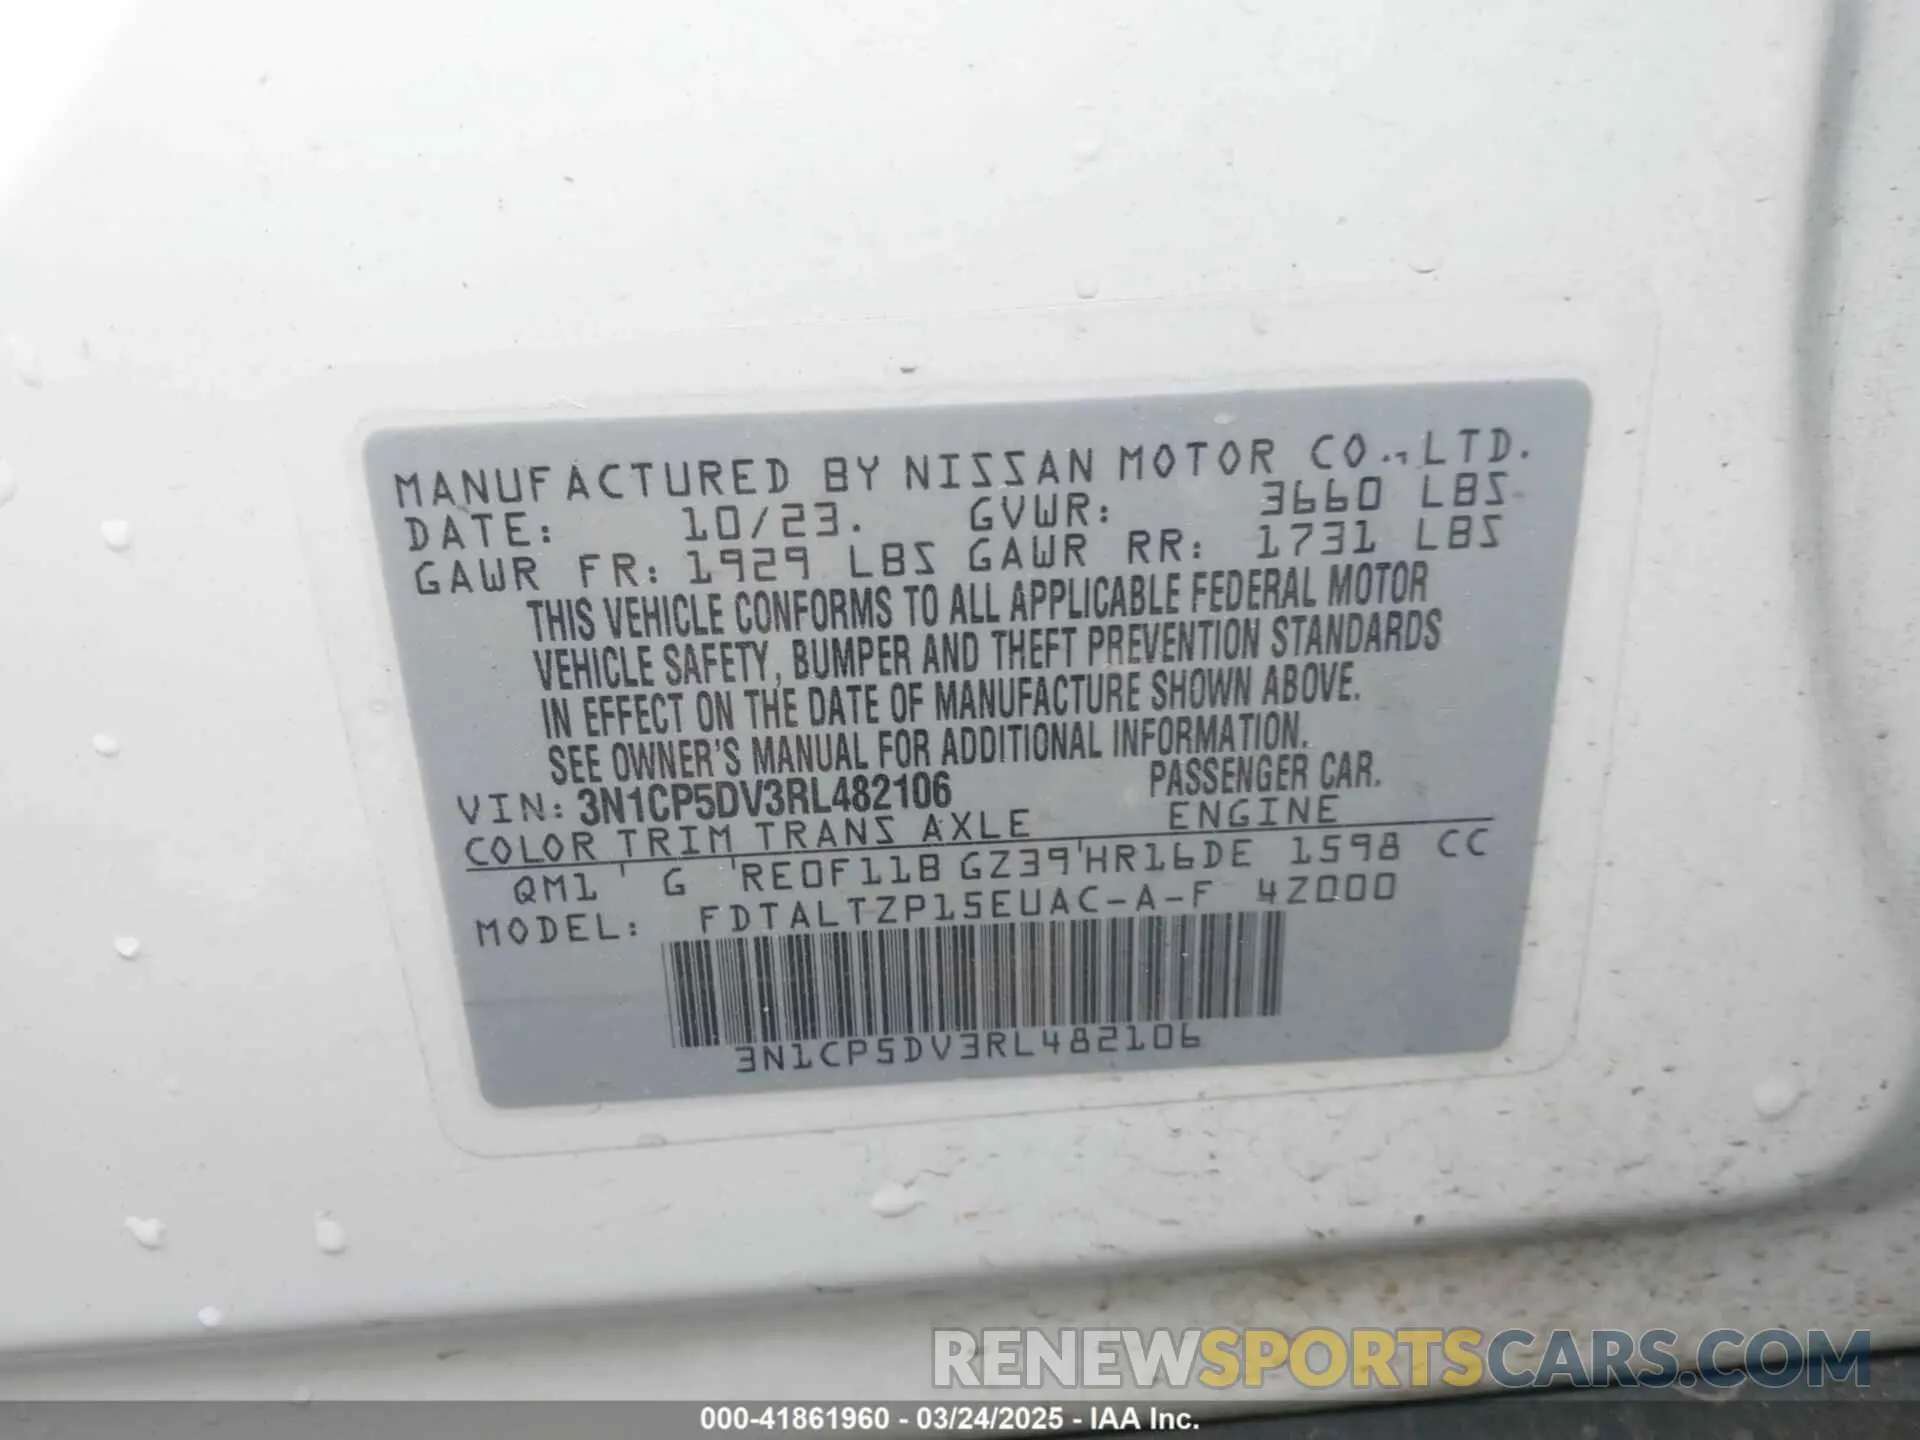 MANUFACTURED BY NISSAN MOTOR CO.,LTD.
DATE: 10/23. GVWR: 3660 LBS
GAWR FR: 1929 LBS GAWR RR: 1731 LBS
THIS VEHICLE CONFORMS TO ALL APPLICABLE FEDERAL MOTOR
VEHICLE SAFETY, BUMPER AND THEFT PREVENTION STANDARDS
IN EFFECT ON THE DATE OF MANUFACTURE SHOWN ABOVE.
SEE OWNER'S MANUAL FOR ADDITIONAL INFORMATION.
VIN: 3N1CP5DV3RL482106 PASSENGER CAR.
COLOR TRIM TRANS AXLE ENGINE
QM1 ' G ' RE0F11B GZ39 ' HR16DE 1598 CC
MODEL: FDTALTZP15EUAC-A-F 4Z000
3N1CP5DV3RL482106
RENEWSPORTSCARS.COM
000-41861960 - 03/24/2025 - IAA Inc.